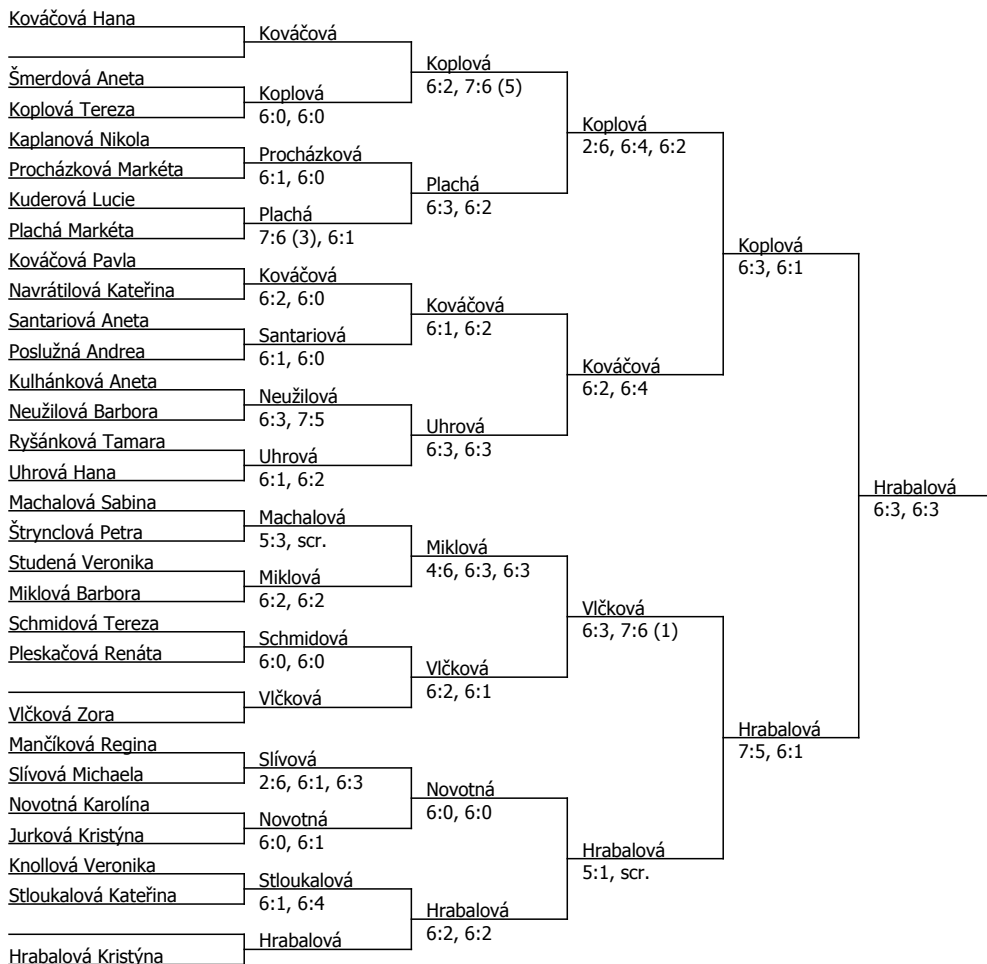 Kováčová Hana
Šmerdová Aneta
Koplová Tereza
Kaplanová Nikola
Procházková Markéta
Kuderová Lucie
Plachá Markéta
Kováčová Pavla
Navrátilová Kateřina
Santariová Aneta
Poslužná Andrea
Kulhánková Aneta
Neužilová Barbora
Ryšánková Tamara
Uhrová Hana
Machalová Sabina
Štrynclová Petra
Studená Veronika
Miklová Barbora
Schmidová Tereza
Pleskačová Renáta
Vlčková Zora
Mančíková Regina
Slívová Michaela
Novotná Karolína
Jurková Kristýna
Knollová Veronika
Stloukalová Kateřina
Hrabalová Kristýna
Kováčová
Koplová
6:0, 6:0
Procházková
6:1, 6:0
Plachá
7:6 (3), 6:1
Kováčová
6:2, 6:0
Santariová
6:1, 6:0
Neužilová
6:3, 7:5
Uhrová
6:1, 6:2
Machalová
5:3, scr.
Miklová
6:2, 6:2
Schmidová
6:0, 6:0
Vlčková
Slívová
2:6, 6:1, 6:3
Novotná
6:0, 6:1
Stloukalová
6:1, 6:4
Hrabalová
Koplová
6:2, 7:6 (5)
Plachá
6:3, 6:2
Kováčová
6:1, 6:2
Uhrová
6:3, 6:3
Miklová
4:6, 6:3, 6:3
Vlčková
6:2, 6:1
Novotná
6:0, 6:0
Hrabalová
6:2, 6:2
Koplová
2:6, 6:4, 6:2
Kováčová
6:2, 6:4
Vlčková
6:3, 7:6 (1)
Hrabalová
5:1, scr.
Koplová
6:3, 6:1
Hrabalová
7:5, 6:1
Hrabalová
6:3, 6:3